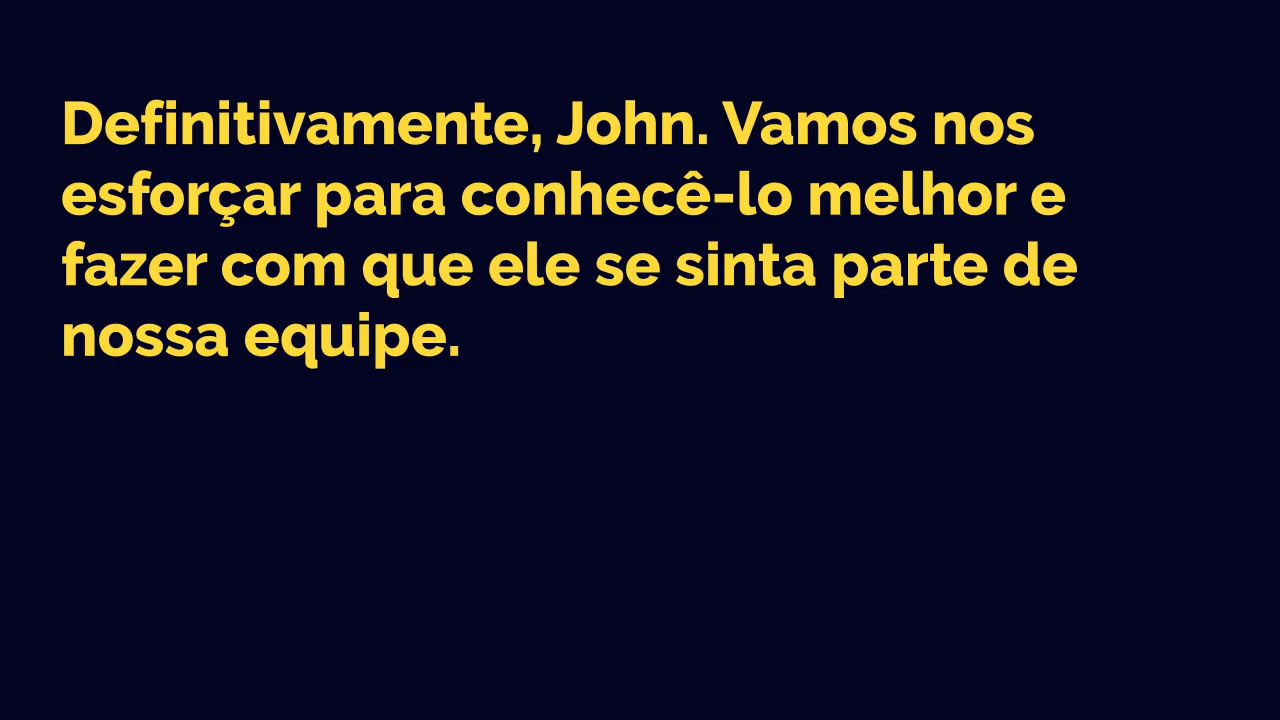 Definitivamente, John. Vamos nos
esforçar para conhecê-lo melhor e
fazer com que ele se sinta parte de
nossa equipe.